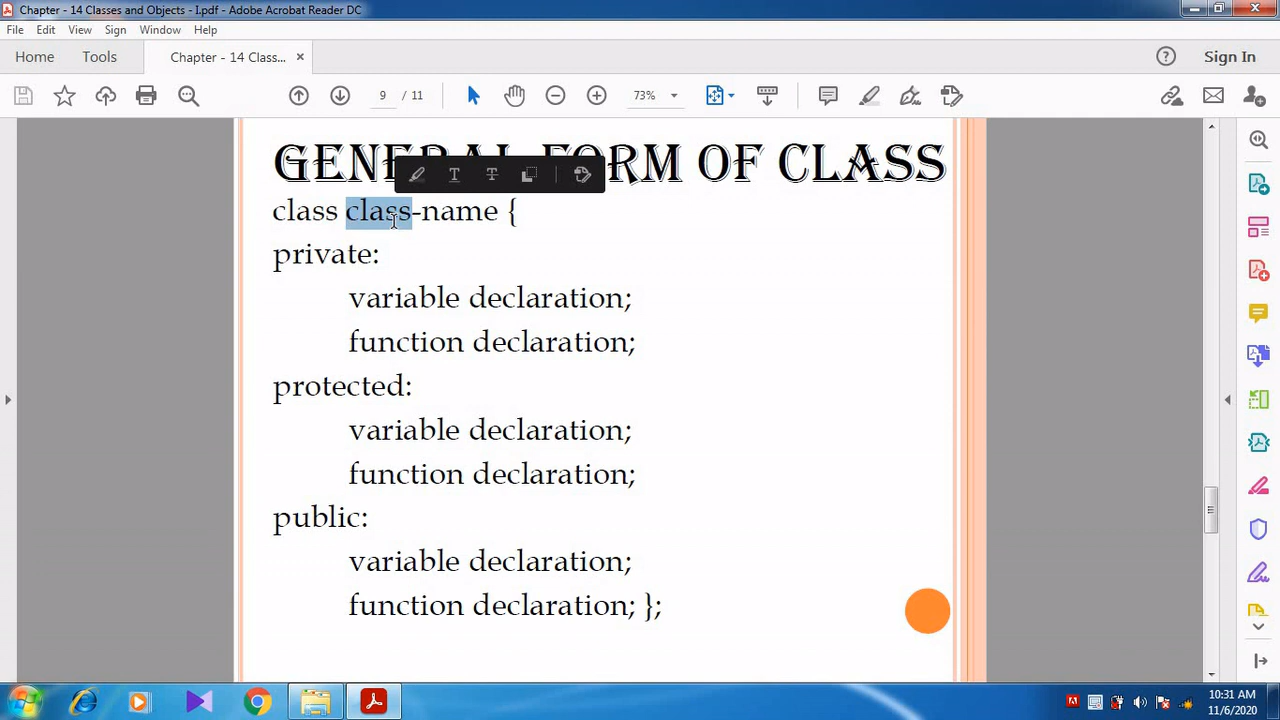 Chapter - 14 Classes and Objects - I.pdf - Adobe Acrobat Reader DC
File Edit View Sign Window Help
Home Tools Chapter - 14 Class... × Sign In
9 / 11 73%
GENERAL FORM OF CLASS
class class-name {
private:
variable declaration;
function declaration;
protected:
variable declaration;
function declaration;
public:
variable declaration;
function declaration; };
10:31 AM
11/6/2020